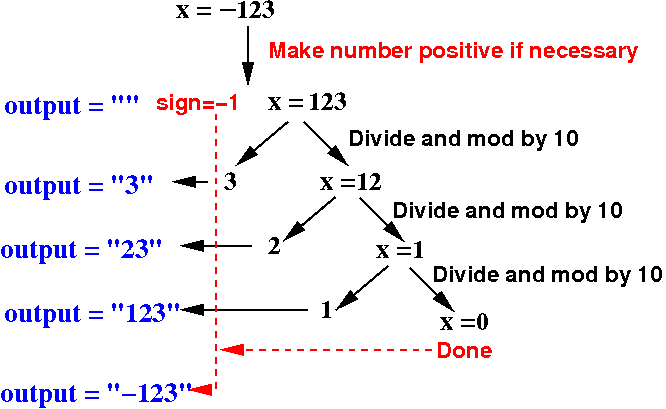 x = −123
Make number positive if necessary
output = "" sign=−1 x = 123
Divide and mod by 10
output = "3" 3 x =12
Divide and mod by 10
output = "23" 2 x =1
Divide and mod by 10
output = "123" 1 x =0
Done
output = "−123"